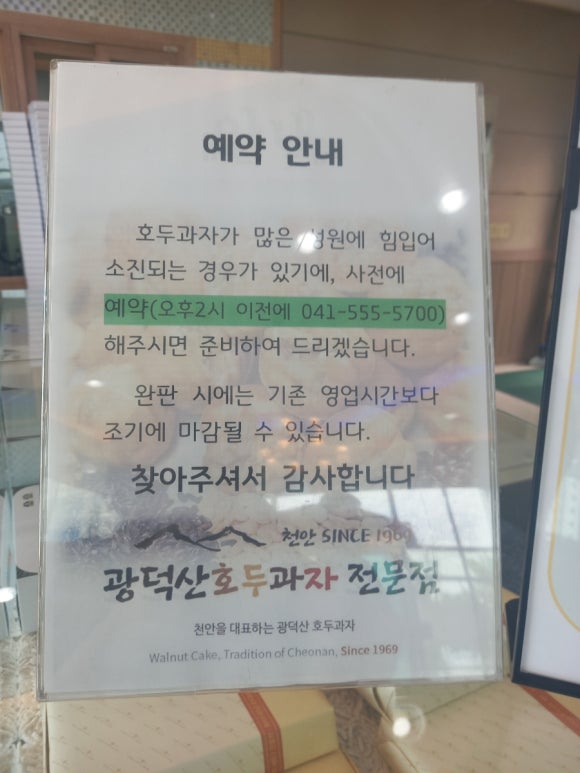 예약 안내
호두과자가 많은 성원에 힘입어
소진되는 경우가 있기에, 사전에
예약(오후2시 이전에 041-555-5700)
해주시면 준비하여 드리겠습니다.
완판 시에는 기존 영업시간보다
조기에 마감될 수 있습니다.
찾아주셔서 감사합니다
천안 SINCE 1969
광덕산호두과자 전문점
천안을 대표하는 광덕산 호두과자
Walnut Cake, Tradition of Cheonan, Since 1969